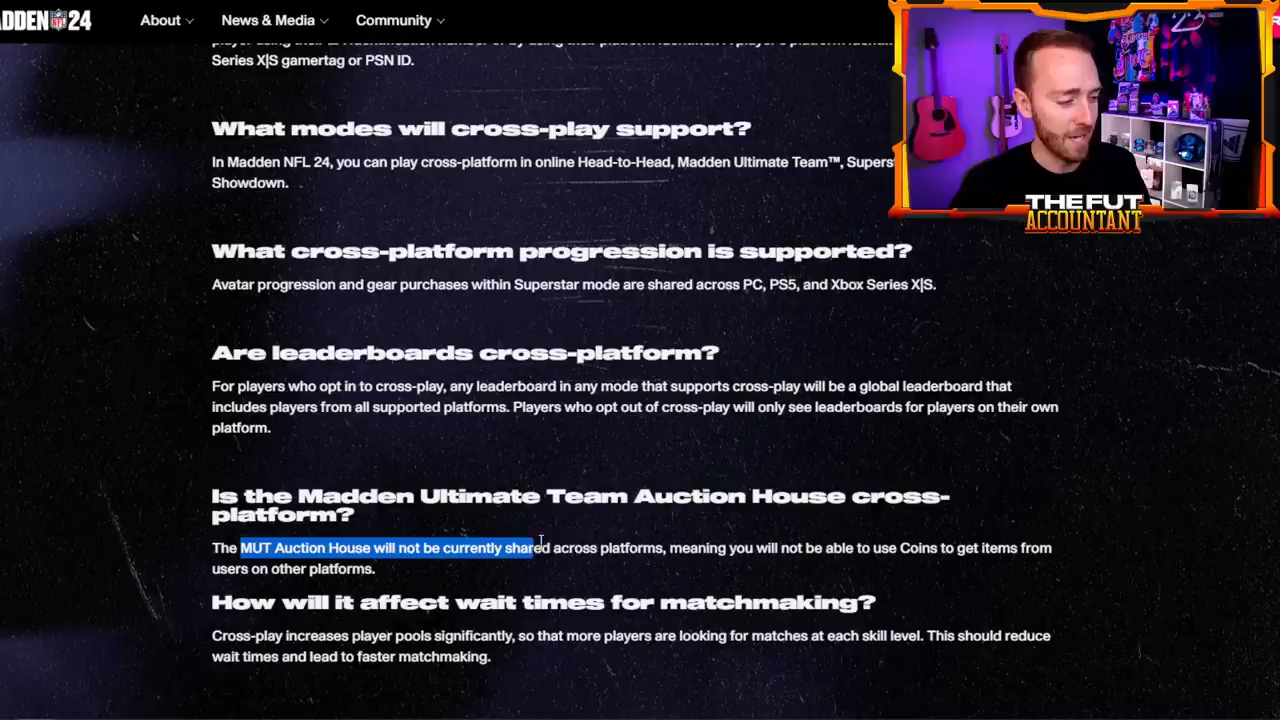 ADDEN NFL 24
About
News & Media
Community
Series X|S gamertag or PSN ID.
What modes will cross-play support?
In Madden NFL 24, you can play cross-platform in online Head-to-Head, Madden Ultimate Team™,
Showdown.
What cross-platform progression is supported?
Avatar progression and gear purchases within Superstar mode are shared across PC, PS5, and Xbox Series X|S.
Are leaderboards cross-platform?
For players who opt in to cross-play, any leaderboard in any mode that supports cross-play will be a global leaderboard that
includes players from all supported platforms. Players who opt out of cross-play will only see leaderboards for players on their own
platform.
Is the Madden Ultimate Team Auction House cross-
platform?
The MUT Auction House will not be currently shared across platforms, meaning you will not be able to use Coins to get items from
users on other platforms.
How will it affect wait times for matchmaking?
Cross-play increases player pools significantly, so that more players are looking for matches at each skill level. This should reduce
wait times and lead to faster matchmaking.
THE FUT
ACCOUNTANT